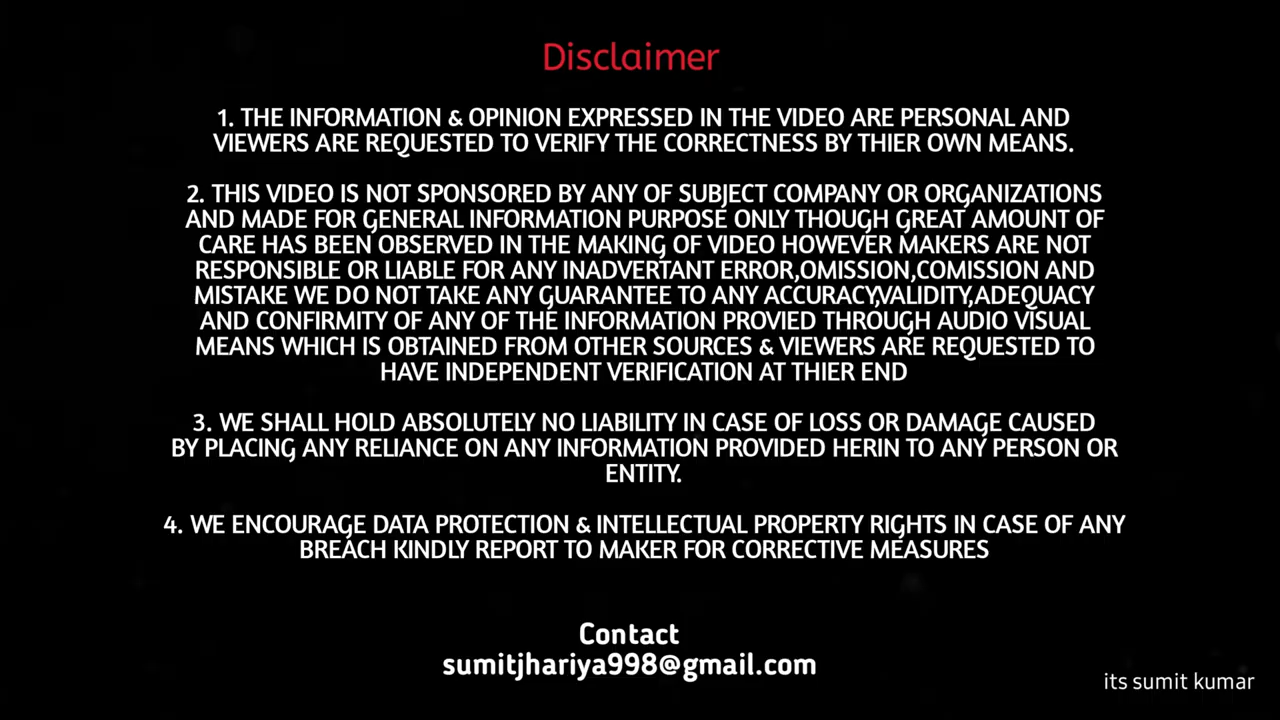 Disclaimer
1. THE INFORMATION & OPINION EXPRESSED IN THE VIDEO ARE PERSONAL AND
VIEWERS ARE REQUESTED TO VERIFY THE CORRECTNESS BY THIER OWN MEANS.
2. THIS VIDEO IS NOT SPONSORED BY ANY OF SUBJECT COMPANY OR ORGANIZATIONS
AND MADE FOR GENERAL INFORMATION PURPOSE ONLY THOUGH GREAT AMOUNT OF
CARE HAS BEEN OBSERVED IN THE MAKING OF VIDEO HOWEVER MAKERS ARE NOT
RESPONSIBLE OR LIABLE FOR ANY INADVERTANT ERROR,OMISSION,COMISSION AND
MISTAKE WE DO NOT TAKE ANY GUARANTEE TO ANY ACCURACY,VALIDITY,ADEQUACY
AND CONFIRMITY OF ANY OF THE INFORMATION PROVIED THROUGH AUDIO VISUAL
MEANS WHICH IS OBTAINED FROM OTHER SOURCES & VIEWERS ARE REQUESTED TO
HAVE INDEPENDENT VERIFICATION AT THIER END
3. WE SHALL HOLD ABSOLUTELY NO LIABILITY IN CASE OF LOSS OR DAMAGE CAUSED
BY PLACING ANY RELIANCE ON ANY INFORMATION PROVIDED HERIN TO ANY PERSON OR
ENTITY.
4. WE ENCOURAGE DATA PROTECTION & INTELLECTUAL PROPERTY RIGHTS IN CASE OF ANY
BREACH KINDLY REPORT TO MAKER FOR CORRECTIVE MEASURES
Contact
sumitjhariya998@gmail.com
its sumit kumar